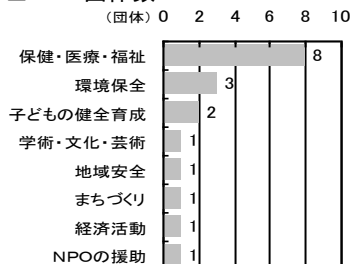 (団体) 0 2 4 6 8 10
保健・医療・福祉 8
環境保全 3
子どもの健全育成 2
学術・文化・芸術 1
地域安全 1
まちづくり 1
経済活動 1
NPOの援助 1